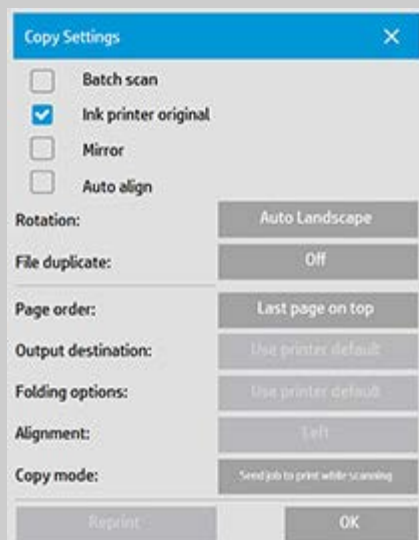 Copy Settings
Batch scan
Ink printer original
Mirror
Auto align
Rotation: Auto Landscape
File duplicate: Off
Page order: Last page on top
Output destination: Use printer default
Folding options: Use printer default
Alignment: Left
Copy mode: Send job to print while scanning
Reprint OK